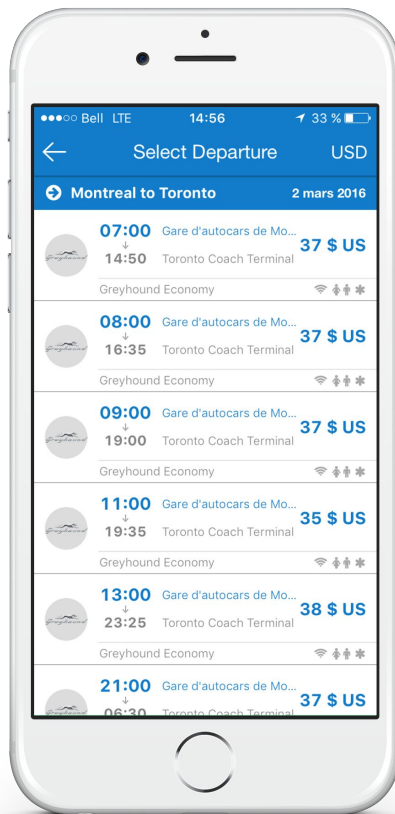 Bell LTE 14:56 33 %
Select Departure USD
Montreal to Toronto 2 mars 2016
07:00 Gare d'autocars de Mo... 37 $ US
14:50 Toronto Coach Terminal
Greyhound Economy
08:00 Gare d'autocars de Mo... 37 $ US
16:35 Toronto Coach Terminal
Greyhound Economy
09:00 Gare d'autocars de Mo... 37 $ US
19:00 Toronto Coach Terminal
Greyhound Economy
11:00 Gare d'autocars de Mo... 35 $ US
19:35 Toronto Coach Terminal
Greyhound Economy
13:00 Gare d'autocars de Mo... 38 $ US
23:25 Toronto Coach Terminal
Greyhound Economy
21:00 Gare d'autocars de Mo... 37 $ US
06:30 Toronto Coach Terminal